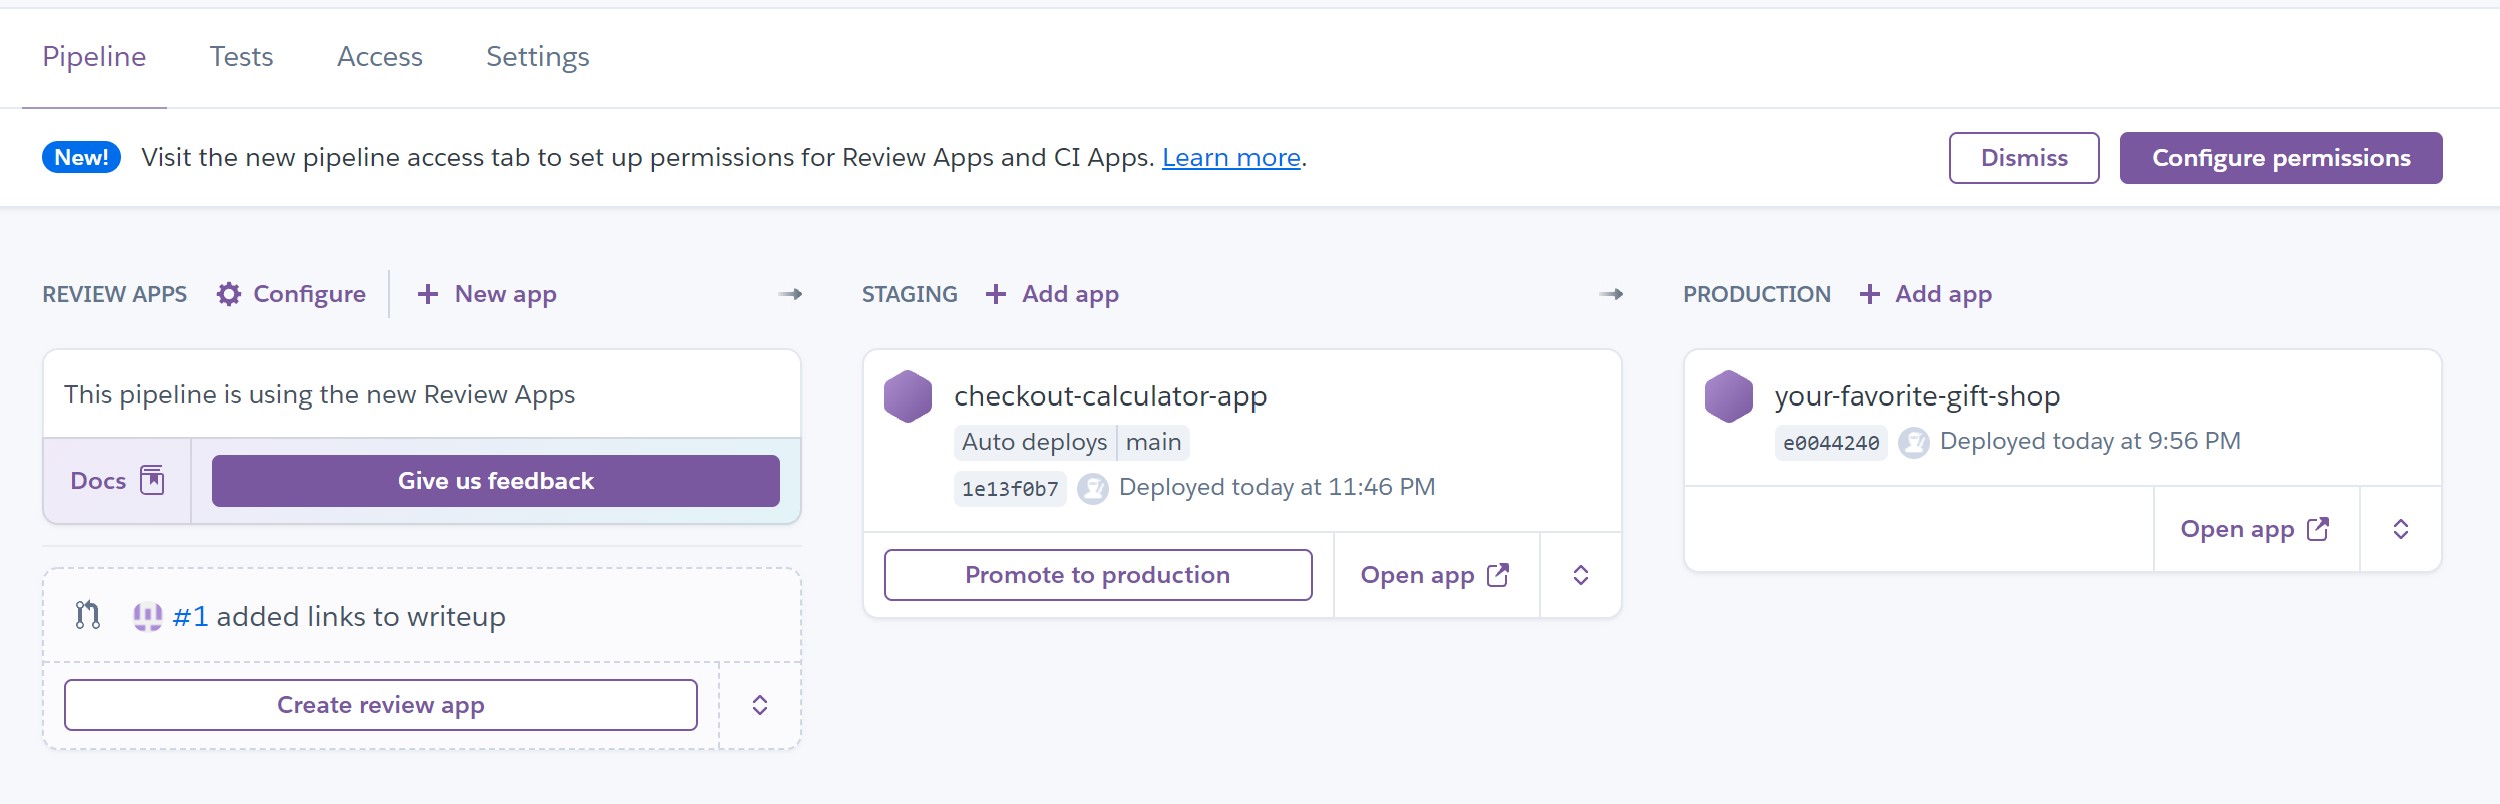 Pipeline Tests Access Settings
New! Visit the new pipeline access tab to set up permissions for Review Apps and CI Apps. Learn more. Dismiss Configure permissions
REVIEW APPS Configure + New app
This pipeline is using the new Review Apps
Docs Give us feedback
#1 added links to writeup
Create review app
STAGING + Add app
checkout-calculator-app
Auto deploys main
1e13f0b7 Deployed today at 11:46 PM
Promote to production Open app
PRODUCTION + Add app
your-favorite-gift-shop
e0044240 Deployed today at 9:56 PM
Open app